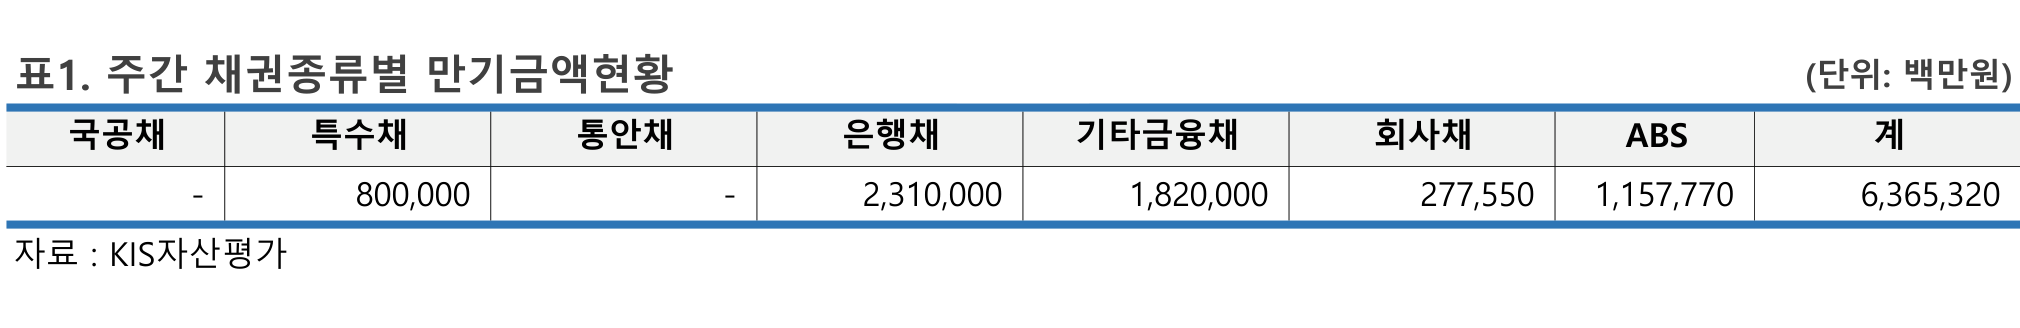 표1. 주간 채권종류별 만기금액현황 (단위: 백만원)
국공채 특수채 통안채 은행채 기타금융채 회사채 ABS 계
- 800,000 - 2,310,000 1,820,000 277,550 1,157,770 6,365,320
자료 : KIS자산평가